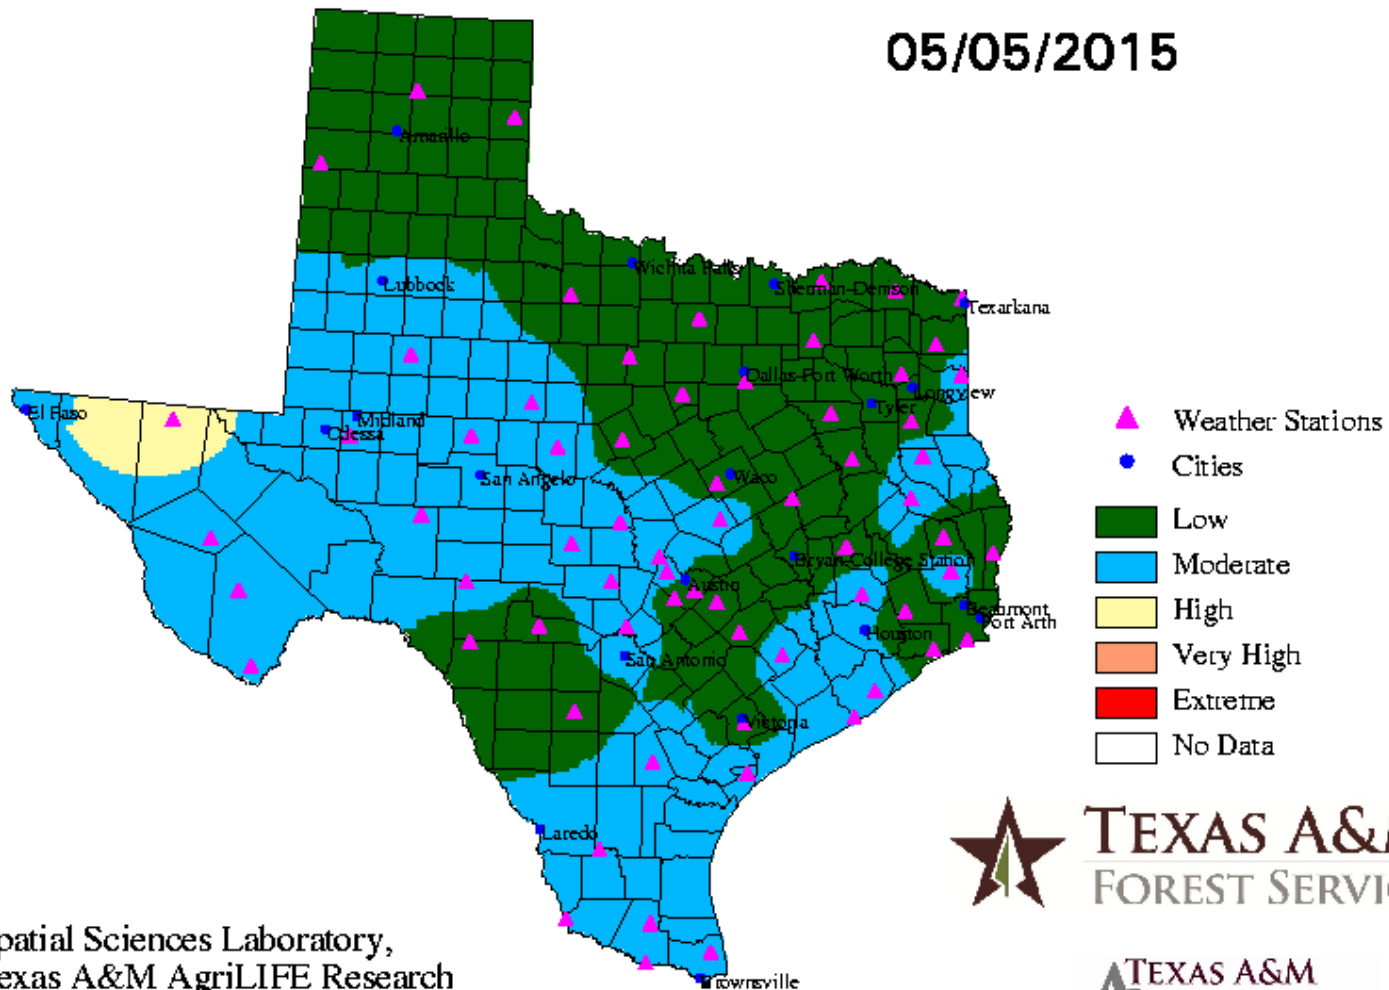 05/05/2015
Amarillo
Wichita Falls
Lubbock
Sherman-Denison
Texarkana
Dallas-Fort Worth
Longview
Tyler
El Paso
Midland
Odessa
San Angelo
Waco
Bryan-College Station
Austin
Beaumont
Port Arth
Houston
San Antonio
Victoria
Laredo
Brownsville
Weather Stations
Cities
Low
Moderate
High
Very High
Extreme
No Data
TEXAS A&M
FOREST SERVIC
patial Sciences Laboratory,
exas A&M AgriLIFE Research
TEXAS A&M